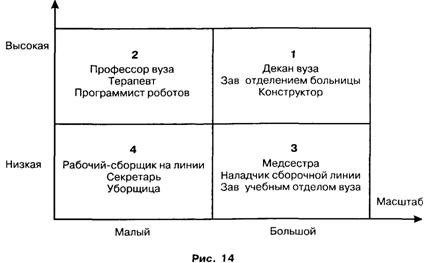 Высокая
2
Профессор вуза
Терапевт
Программист роботов
1
Декан вуза
Зав отделением больницы
Конструктор
Низкая
4
Рабочий-сборщик на линии
Секретарь
Уборщица
3
Медсестра
Наладчик сборочной линии
Зав учебным отделом вуза
Масштаб
Малый
Большой
Рис. 14